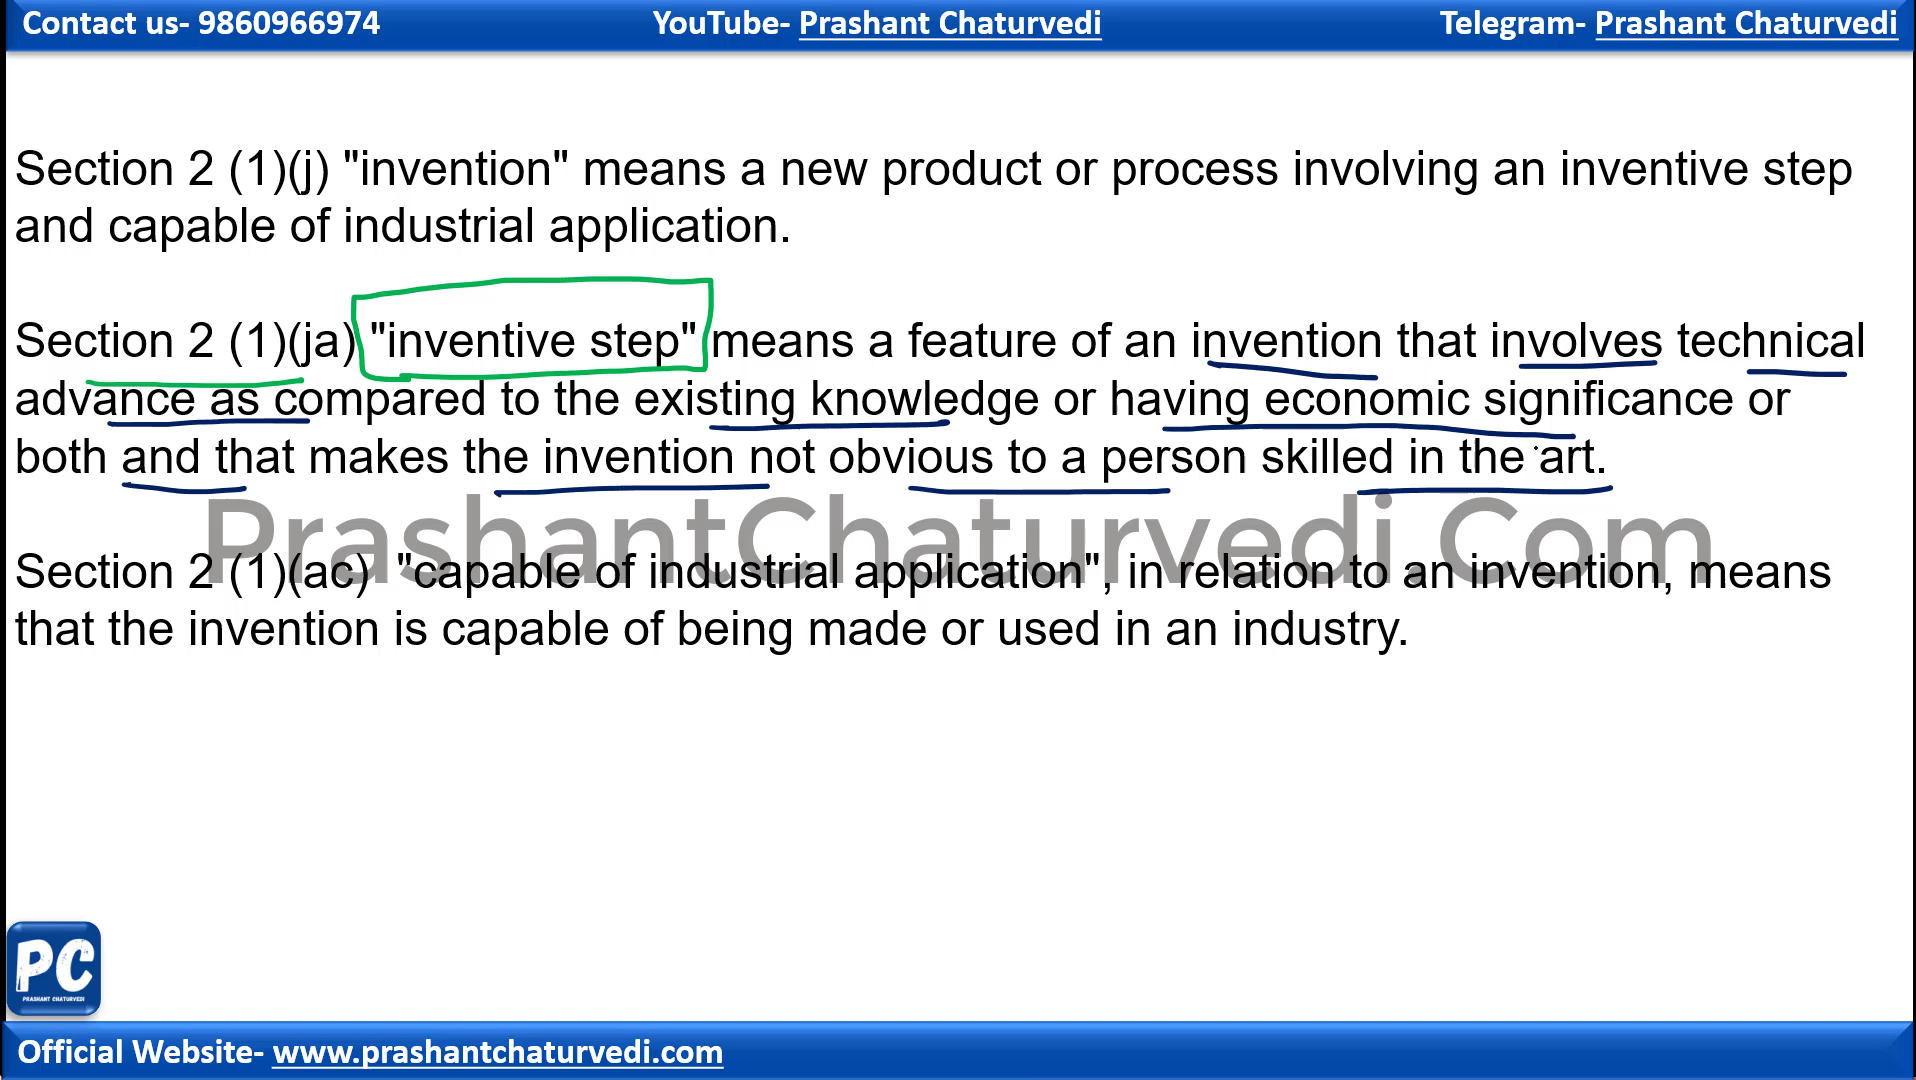 Contact us- 9860966974 YouTube- Prashant Chaturvedi Telegram- Prashant Chaturvedi
Section 2 (1)(j) "invention" means a new product or process involving an inventive step
and capable of industrial application.
Section 2 (1)(ja) "inventive step" means a feature of an invention that involves technical
advance as compared to the existing knowledge or having economic significance or
both and that makes the invention not obvious to a person skilled in the art.
PrashantChaturvedi.Com
Section 2 (1)(ac) "capable of industrial application", in relation to an invention, means
that the invention is capable of being made or used in an industry.
PC
PRASHANT CHATURVEDI
Official Website- www.prashantchaturvedi.com